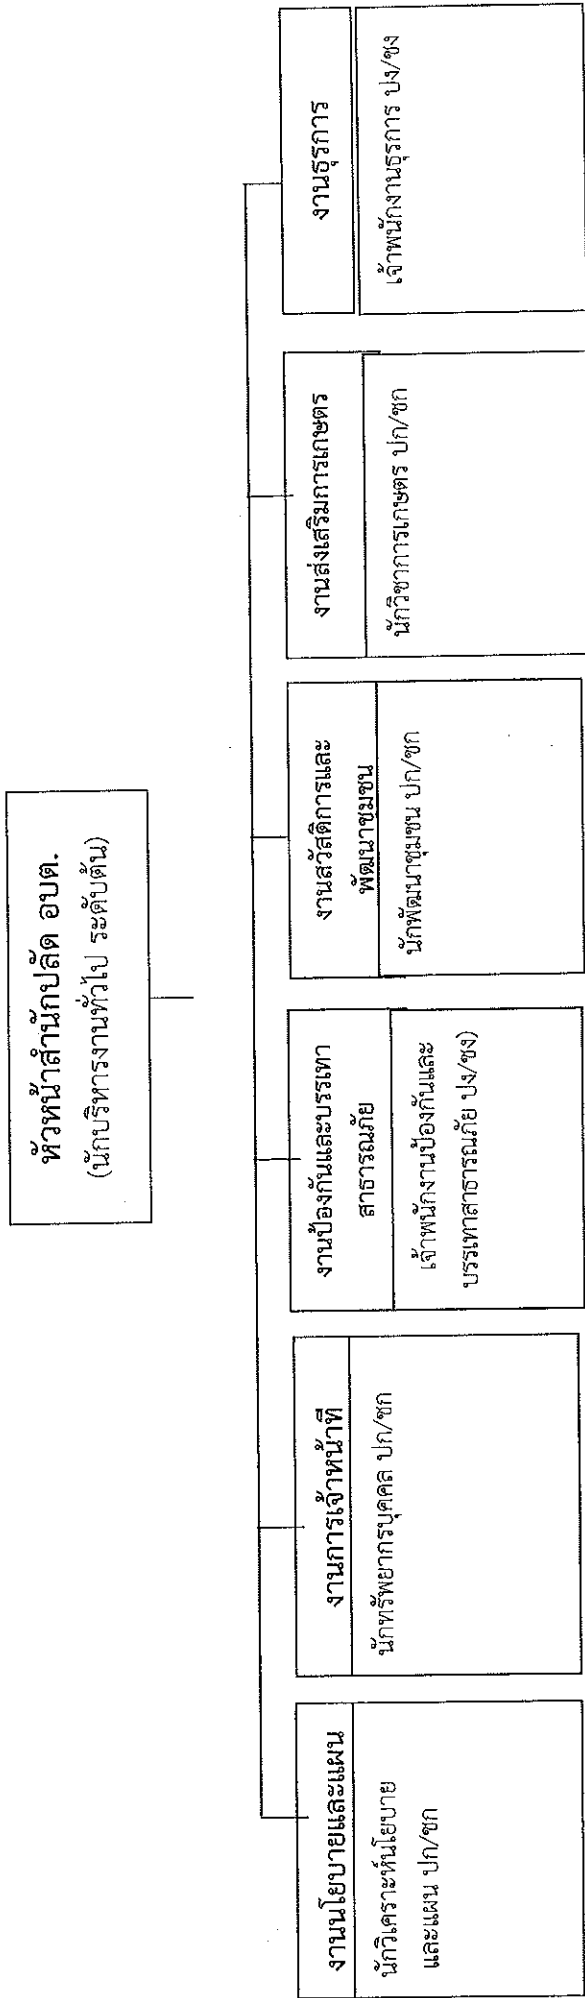 หัวหน้าสำนักปลัด อบต.
(นักบริหารงานทั่วไป ระดับต้น)
งานนโยบายและแผน
นักวิเคราะห์นโยบาย
และแผน ปก/ชก
งานการเจ้าหน้าที่
นักทรัพยากรบุคคล ปก/ชก
งานป้องกันและบรรเทา
สาธารณภัย
เจ้าพนักงานป้องกันและ
บรรเทาสาธารณภัย ปง/ชง)
งานสวัสดิการและ
พัฒนาชุมชน
นักพัฒนาชุมชน ปก/ชก
งานส่งเสริมการเกษตร
นักวิชาการเกษตร ปก/ชก
งานธุรการ
เจ้าพนักงานธุรการ ปง/ชง